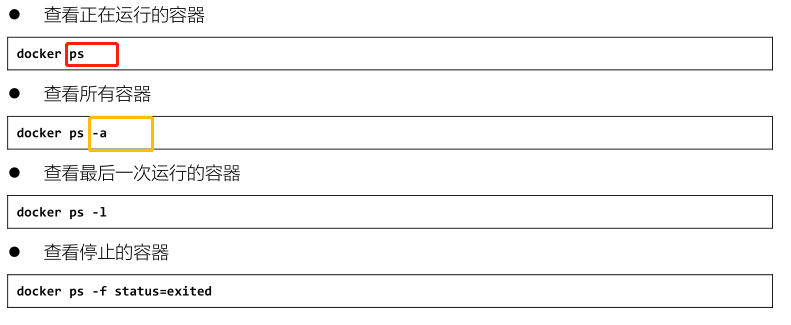 ● 查看正在运行的容器
docker ps
● 查看所有容器
docker ps -a
● 查看最后一次运行的容器
docker ps -l
● 查看停止的容器
docker ps -f status=exited